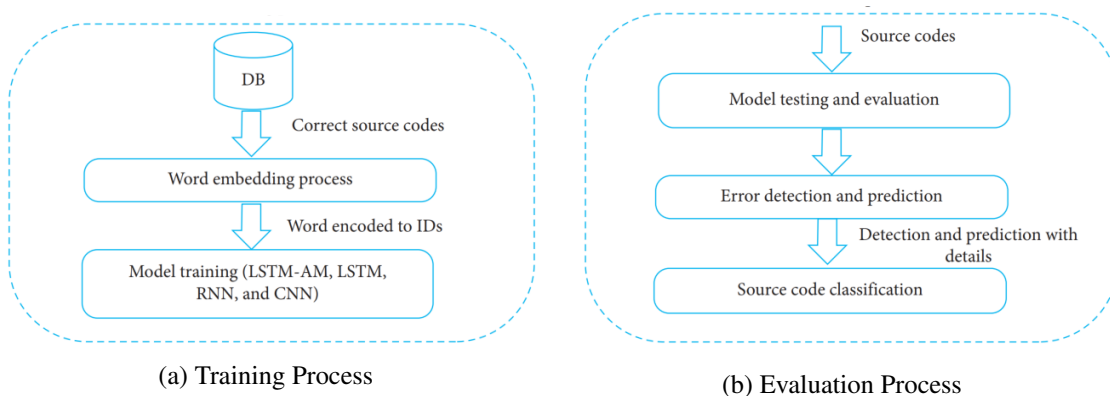 DB
Correct source codes
Word embedding process
Word encoded to IDs
Model training (LSTM-AM, LSTM,
RNN, and CNN)
(a) Training Process
Source codes
Model testing and evaluation
Error detection and prediction
Detection and prediction with
details
Source code classification
(b) Evaluation Process